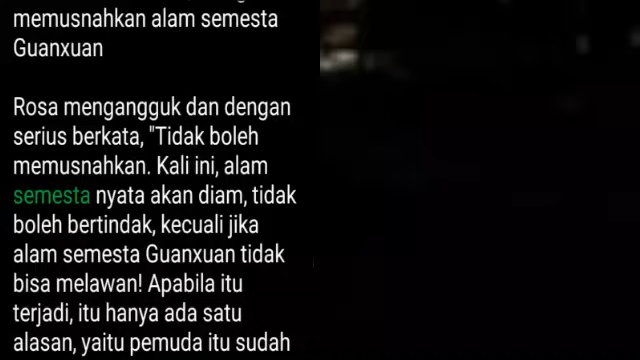 memusnahkan alam semesta
Guanxuan
Rosa mengangguk dan dengan
serius berkata, "Tidak boleh
memusnahkan. Kali ini, alam
semesta nyata akan diam, tidak
boleh bertindak, kecuali jika
alam semesta Guanxuan tidak
bisa melawan! Apabila itu
terjadi, itu hanya ada satu
alasan, yaitu pemuda itu sudah